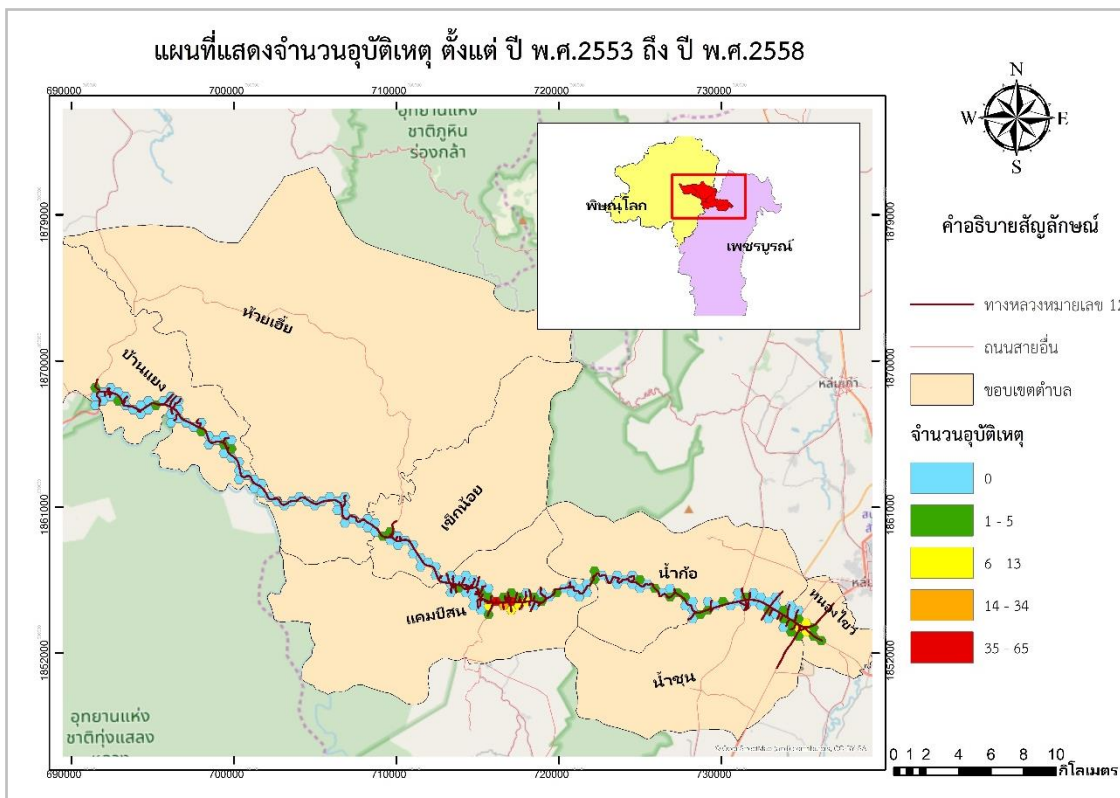 แผนที่แสดงจำนวนอุบัติเหตุ ตั้งแต่ ปี พ.ศ.2553 ถึง ปี พ.ศ.2558
690000 700000 710000 720000 730000
N
W E
S
อุทยานแห่ง
ชาติภูหิน
ร่องกล้า
พิษณุโลก
เพชรบูรณ์
1879000
1879000
คำอธิบายสัญลักษณ์
ทางหลวงหมายเลข 12
ถนนสายอื่น
ขอบเขตตำบล
จำนวนอุบัติเหตุ
0
1 - 5
6 13
14 - 34
35 - 65
ห้วยเฮี้ย
บ้านแยง
1870000
1870000
หล่มเก่า
เข็กน้อย
1861000
1861000
น้ำก้อ
แคมป์สน
หนองไขว่
น้ำชุน
1852000
1852000
อุทยานแห่ง
ชาติทุ่งแสลง
690000 700000 710000 720000 730000
0 1 2 4 6 8 10
กิโลเมตร